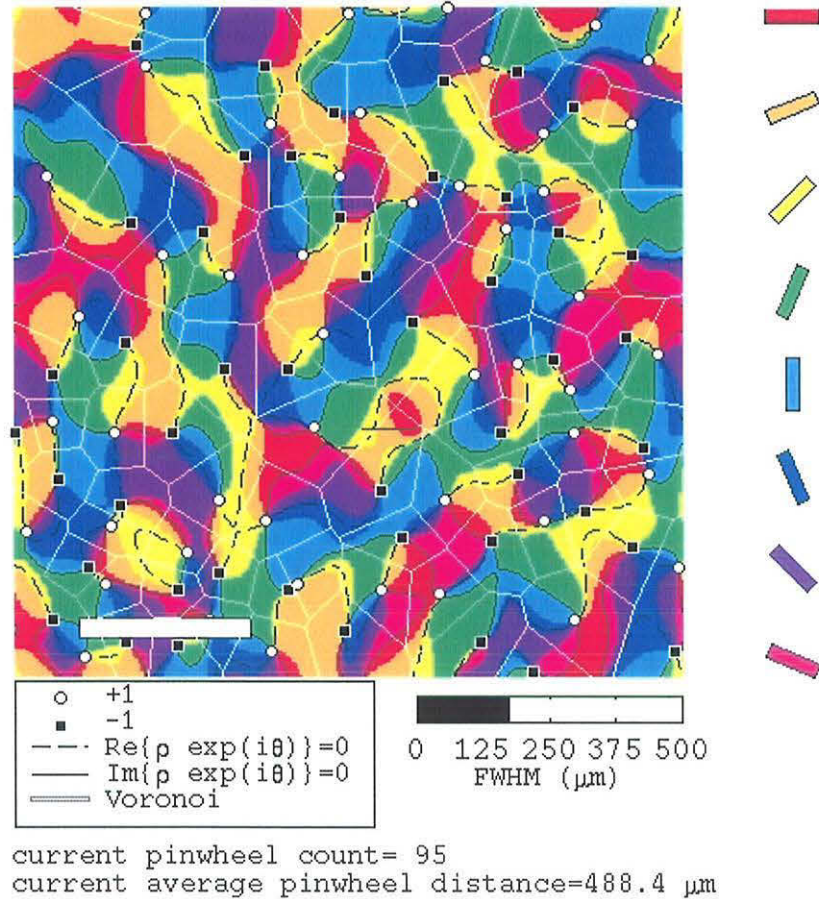 +1
-1
Re{ρ exp(iθ)}=0
Im{ρ exp(iθ)}=0
Voronoi
0 125 250 375 500
FWHM (μm)
current pinwheel count= 95
current average pinwheel distance=488.4 μm